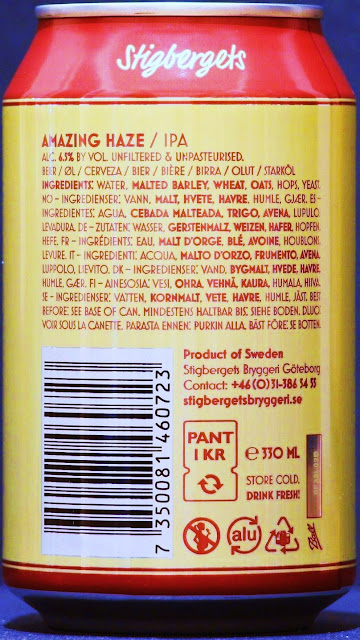 Stigbergets
AMAZING HAZE / IPA
ALC. 6.5% BY VOL. UNFILTERED & UNPASTEURISED.
BEER / ØL / CERVEZA / BIER / BIÈRE / BIRRA / OLUT / STARKÖL
INGREDIENTS: WATER, MALTED BARLEY, WHEAT, OATS, HOPS, YEAST.
NO – INGREDIENSER: VANN, MALT, HVETE, HAVRE, HUMLE, GJÆR. ES –
INGREDIENTES: AGUA, CEBADA MALTEADA, TRIGO, AVENA, LUPULO,
LEVADURA. DE – ZUTATEN: WASSER, GERSTENMALZ, WEIZEN, HAFER, HOPFEN,
HEFE. FR – INGRÉDIENTS: EAU, MALT D'ORGE, BLÉ, AVOINE, HOUBLONS,
LEVURE. IT – INGREDIENTI: ACQUA, MALTO D'ORZO, FRUMENTO, AVENA,
LUPPOLO, LIEVITO. DK – INGREDIENSER: VAND, BYGMALT, HVEDE, HAVRE,
HUMLE, GÆR. FI – AINESOSIA: VESI, OHRA, VEHNÄ, KAURA, HUMALA, HIIVA.
SE – INGREDIENSER: VATTEN, KORNMALT, VETE, HAVRE, HUMLE, JÄST. BEST
BEFORE: SEE BASE OF CAN. MINDESTENS HALTBAR BIS: SIEHE BODEN. DLUO:
VOIR SOUS LA CANETTE. PARASTA ENNEN: PURKIN ALLA. BÄST FÖRE: SE BOTTEN.
Product of Sweden
Stigbergets Bryggeri Göteborg
Contact: +46 (0)31-386 54 33
stigbergetsbryggeri.se
PANT
1 KR
e 330 ML
STORE COLD.
DRINK FRESH!
alu
Ball
7 350081 460723